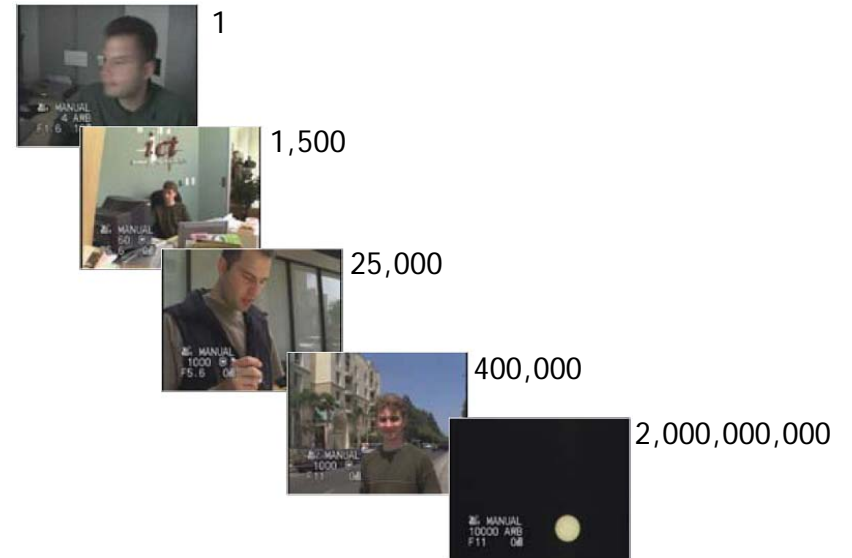 1
MANUAL
4 ARB
F1.6
1,500
ict
MANUAL
60
25,000
MANUAL
1000
F5.6
400,000
MANUAL
1000
F11
2,000,000,000
MANUAL
10000 ARB
F11